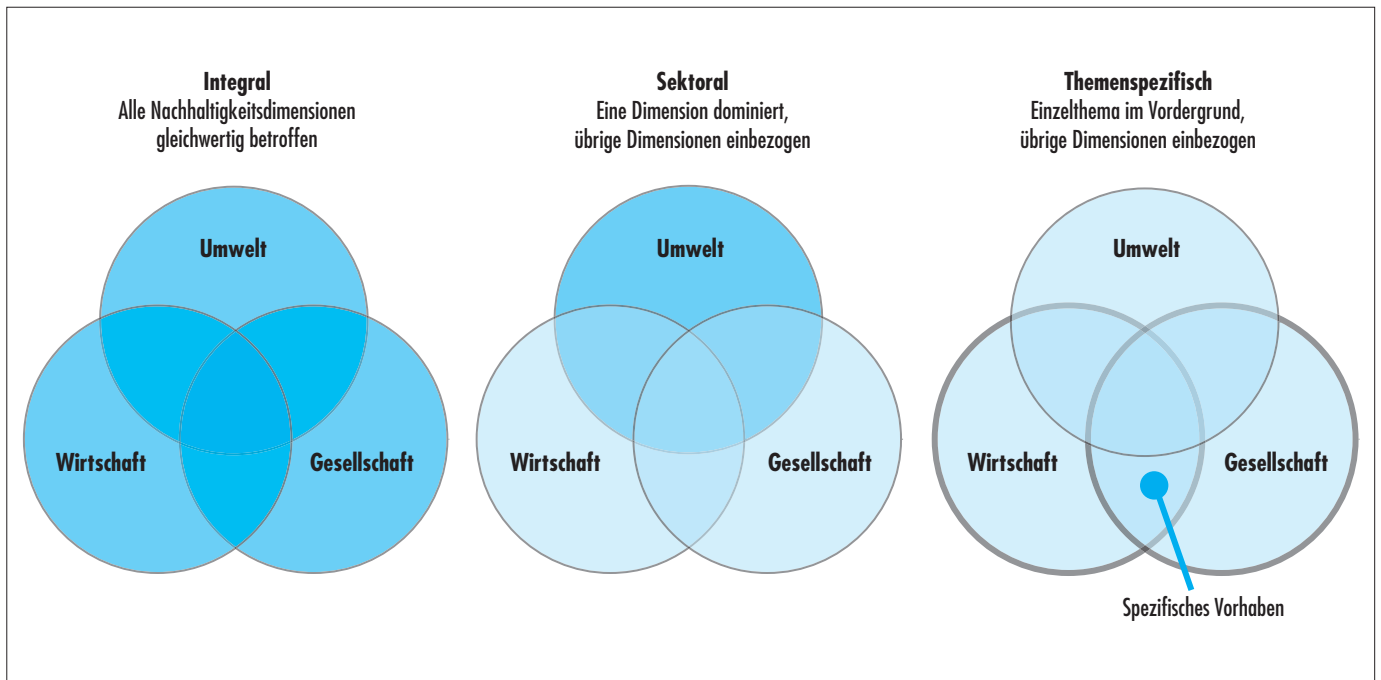 Integral
Alle Nachhaltigkeitsdimensionen
gleichwertig betroffen
Umwelt
Wirtschaft
Gesellschaft
Sektoral
Eine Dimension dominiert,
übrige Dimensionen einbezogen
Umwelt
Wirtschaft
Gesellschaft
Themenspezifisch
Einzelthema im Vordergrund,
übrige Dimensionen einbezogen
Umwelt
Wirtschaft
Gesellschaft
Spezifisches Vorhaben